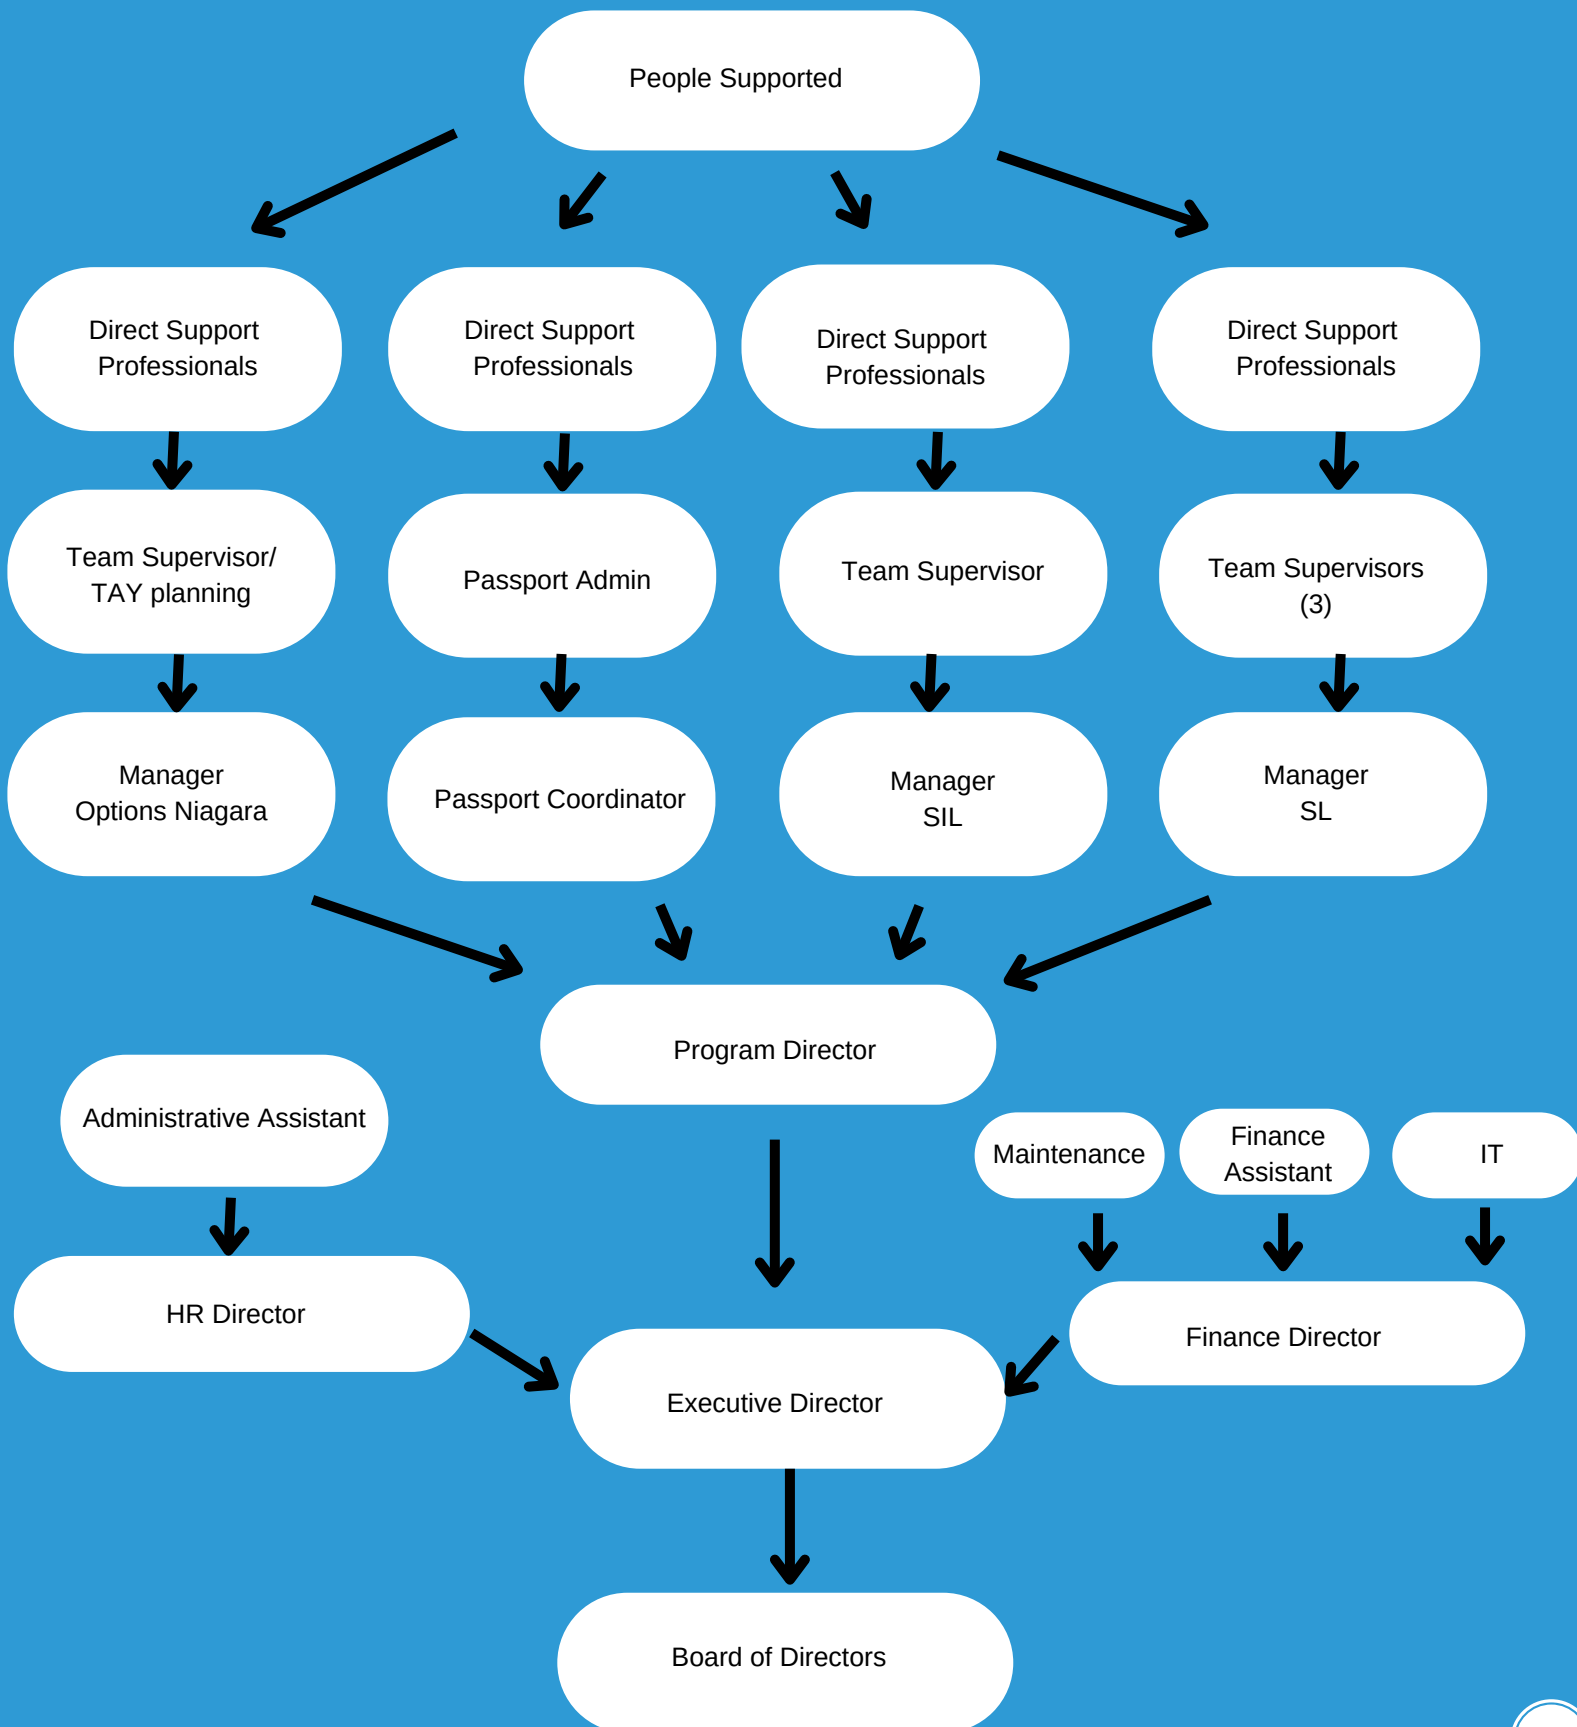 People Supported
Direct Support
Professionals
Direct Support
Professionals
Direct Support
Professionals
Direct Support
Professionals
Team Supervisor/
TAY planning
Passport Admin
Team Supervisor
Team Supervisors
(3)
Manager
Options Niagara
Passport Coordinator
Manager
SIL
Manager
SL
Program Director
Administrative Assistant
Maintenance
Finance
Assistant
IT
HR Director
Finance Director
Executive Director
Board of Directors